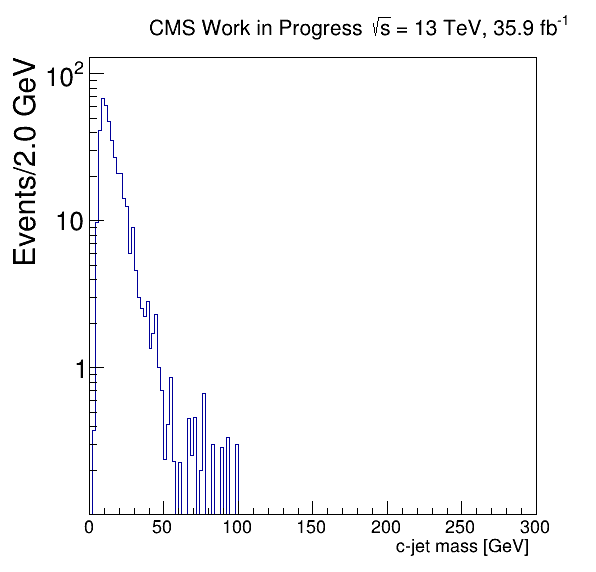 CMS Work in Progress √s = 13 TeV, 35.9 fb⁻¹
Events/2.0 GeV
10²
10
1
0 50 100 150 200 250 300
c-jet mass [GeV]